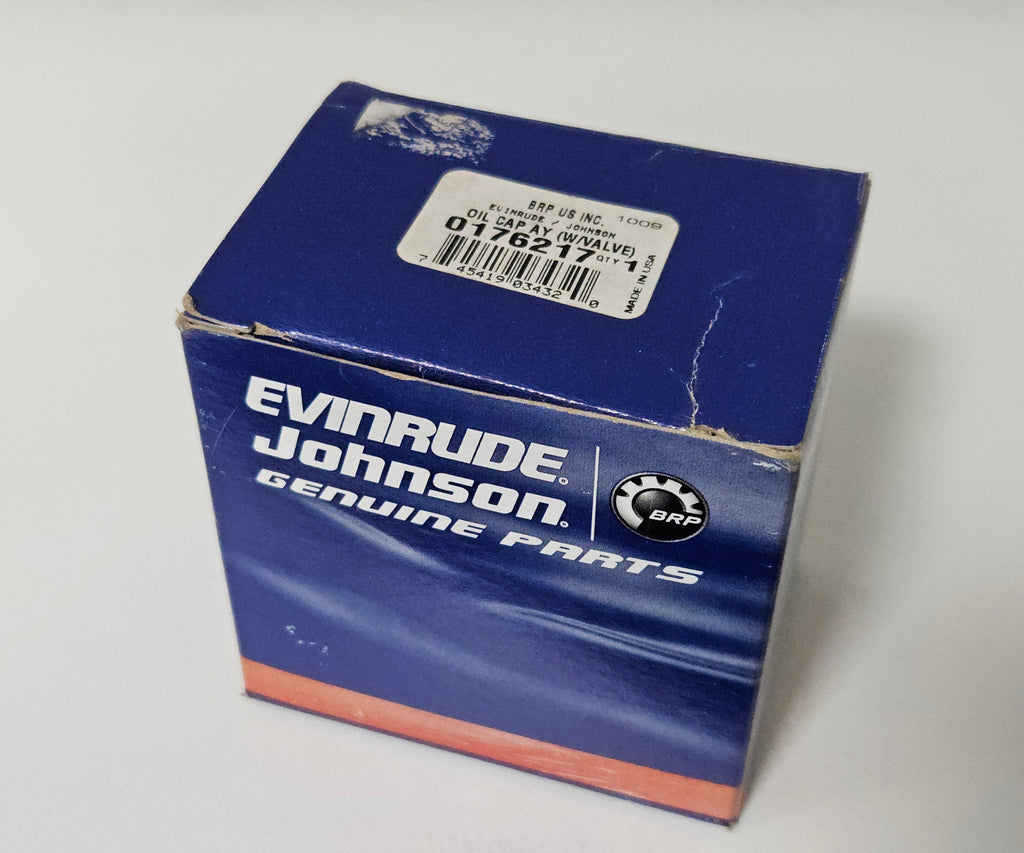 BRP US INC. 1009
EVINRUDE / JOHNSON
OIL CAP AY (W/VALVE)
0176217 QTY 1
7 45419 03432 0
MADE IN USA
EVINRUDE®
Johnson®
GENUINE PARTS
BRP